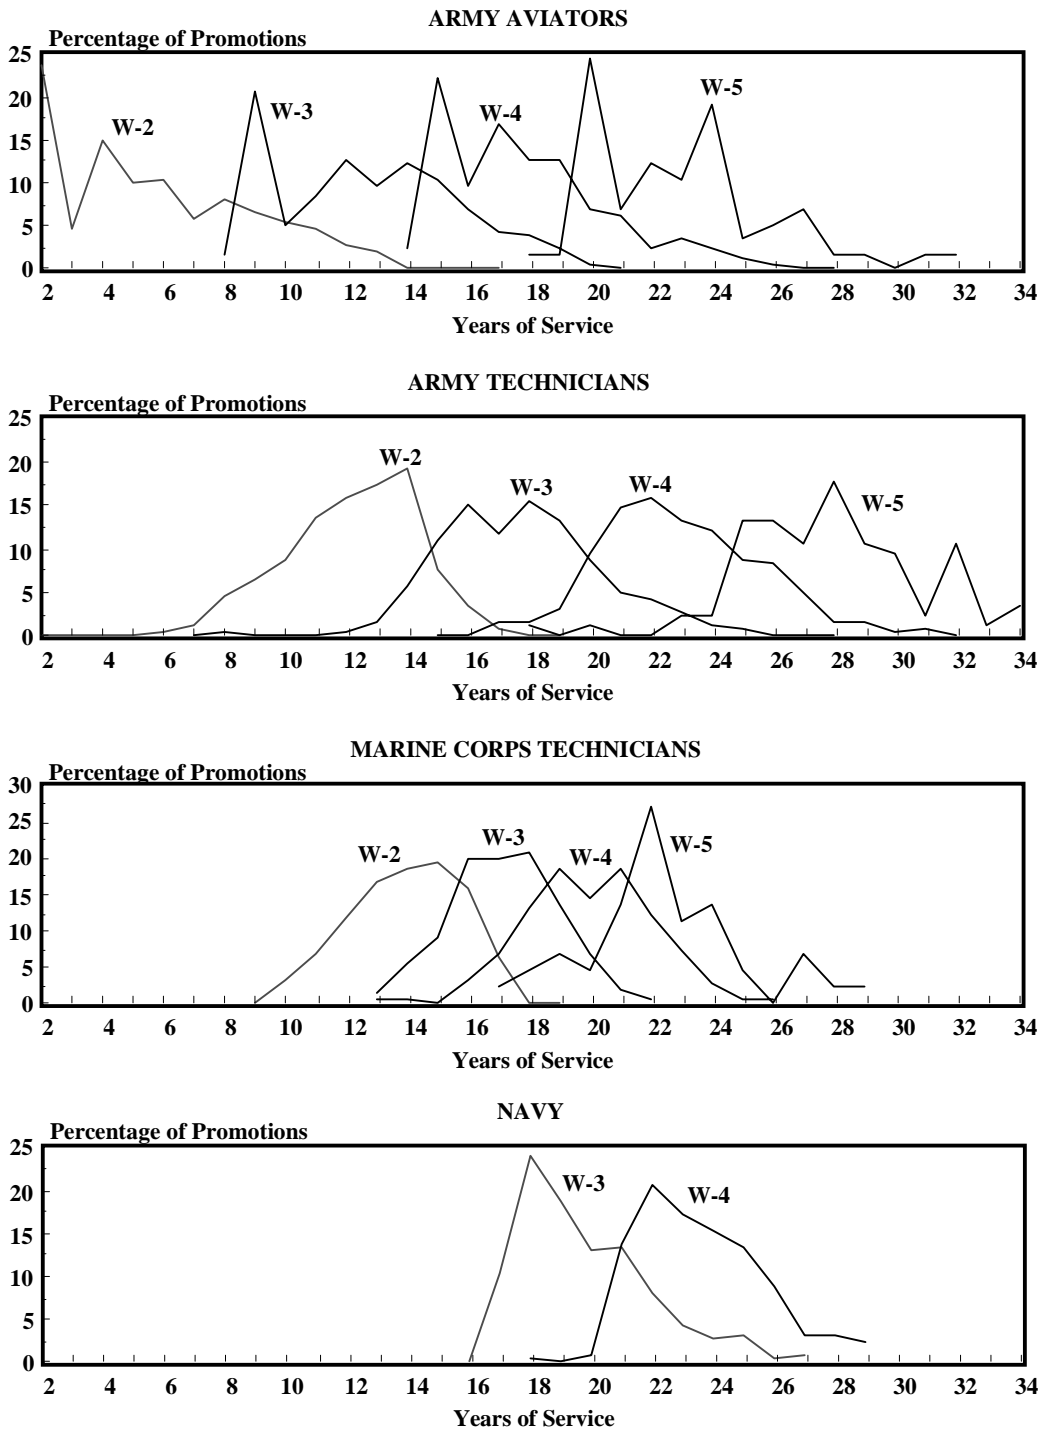 ARMY AVIATORS
Percentage of Promotions
25
20
15
10
5
0
W-2
W-3
W-4
W-5
2 4 6 8 10 12 14 16 18 20 22 24 26 28 30 32 34
Years of Service
ARMY TECHNICIANS
Percentage of Promotions
25
20
15
10
5
0
W-2
W-3
W-4
W-5
2 4 6 8 10 12 14 16 18 20 22 24 26 28 30 32 34
Years of Service
MARINE CORPS TECHNICIANS
Percentage of Promotions
30
25
20
15
10
5
0
W-2
W-3
W-4
W-5
2 4 6 8 10 12 14 16 18 20 22 24 26 28 30 32 34
Years of Service
NAVY
Percentage of Promotions
25
20
15
10
5
0
W-3
W-4
2 4 6 8 10 12 14 16 18 20 22 24 26 28 30 32 34
Years of Service